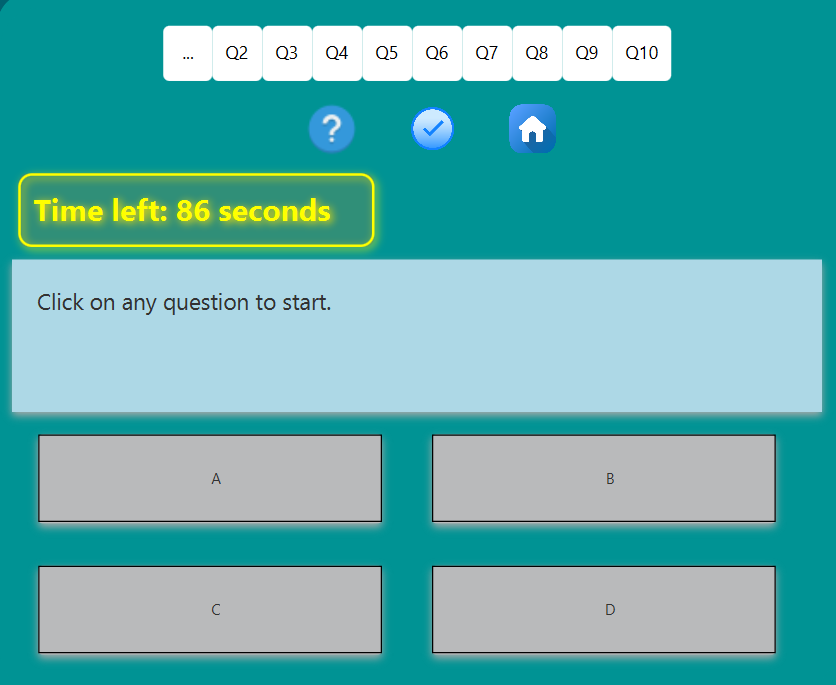 ... Q2 Q3 Q4 Q5 Q6 Q7 Q8 Q9 Q10
?
Time left: 86 seconds
Click on any question to start.
A B
C D